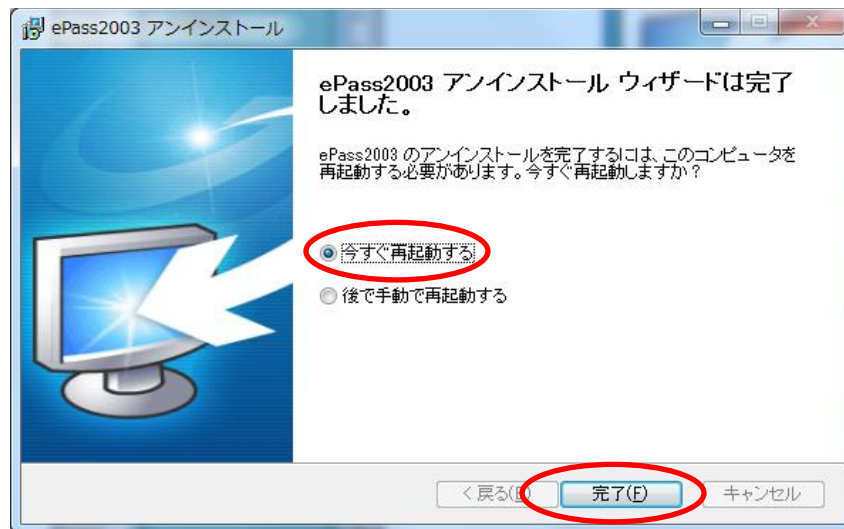 ePass2003 アンインストール
ePass2003 アンインストール ウィザードは完了
しました。
ePass2003 のアンインストールを完了するには、このコンピュータを
再起動する必要があります。今すぐ再起動しますか？
今すぐ再起動する
後で手動で再起動する
< 戻る(B) 完了(F) キャンセル